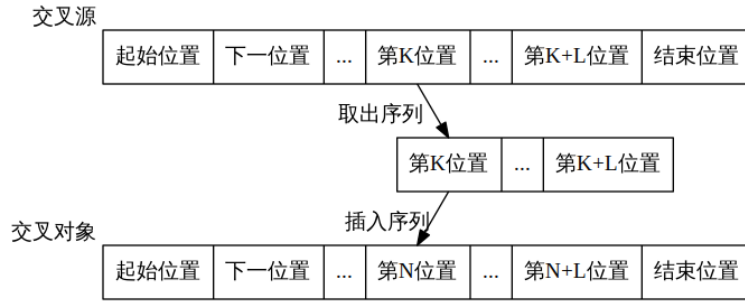 交叉源
起始位置 下一位置 ... 第K位置 ... 第K+L位置 结束位置
取出序列
第K位置 ... 第K+L位置
插入序列
交叉对象
起始位置 下一位置 ... 第N位置 ... 第N+L位置 结束位置